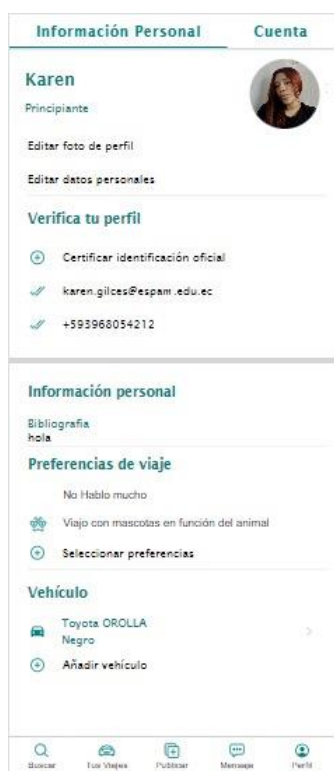 Información Personal
Cuenta
Karen
Principiante
Editar foto de perfil
Editar datos personales
Verifica tu perfil
Certificar identificación oficial
karen.gilces@espam.edu.ec
+593968054212
Información personal
Bibliografia
hola
Preferencias de viaje
No Hablo mucho
Viajo con mascotas en función del animal
Seleccionar preferencias
Vehículo
Toyota OROLLA
Negro
Añadir vehículo
Buscar
Tus Viajes
Publicar
Mensaje
Perfil